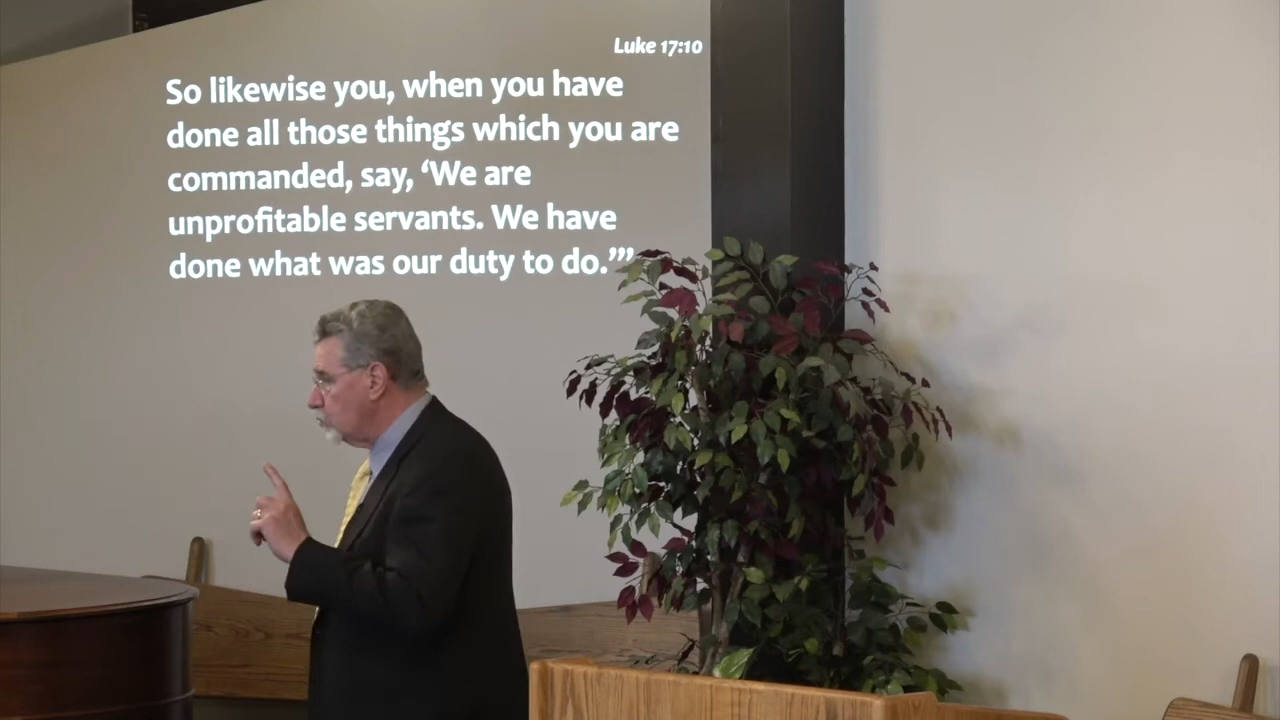 Luke 17:10
So likewise you, when you have
done all those things which you are
commanded, say, ‘We are
unprofitable servants. We have
done what was our duty to do.’”